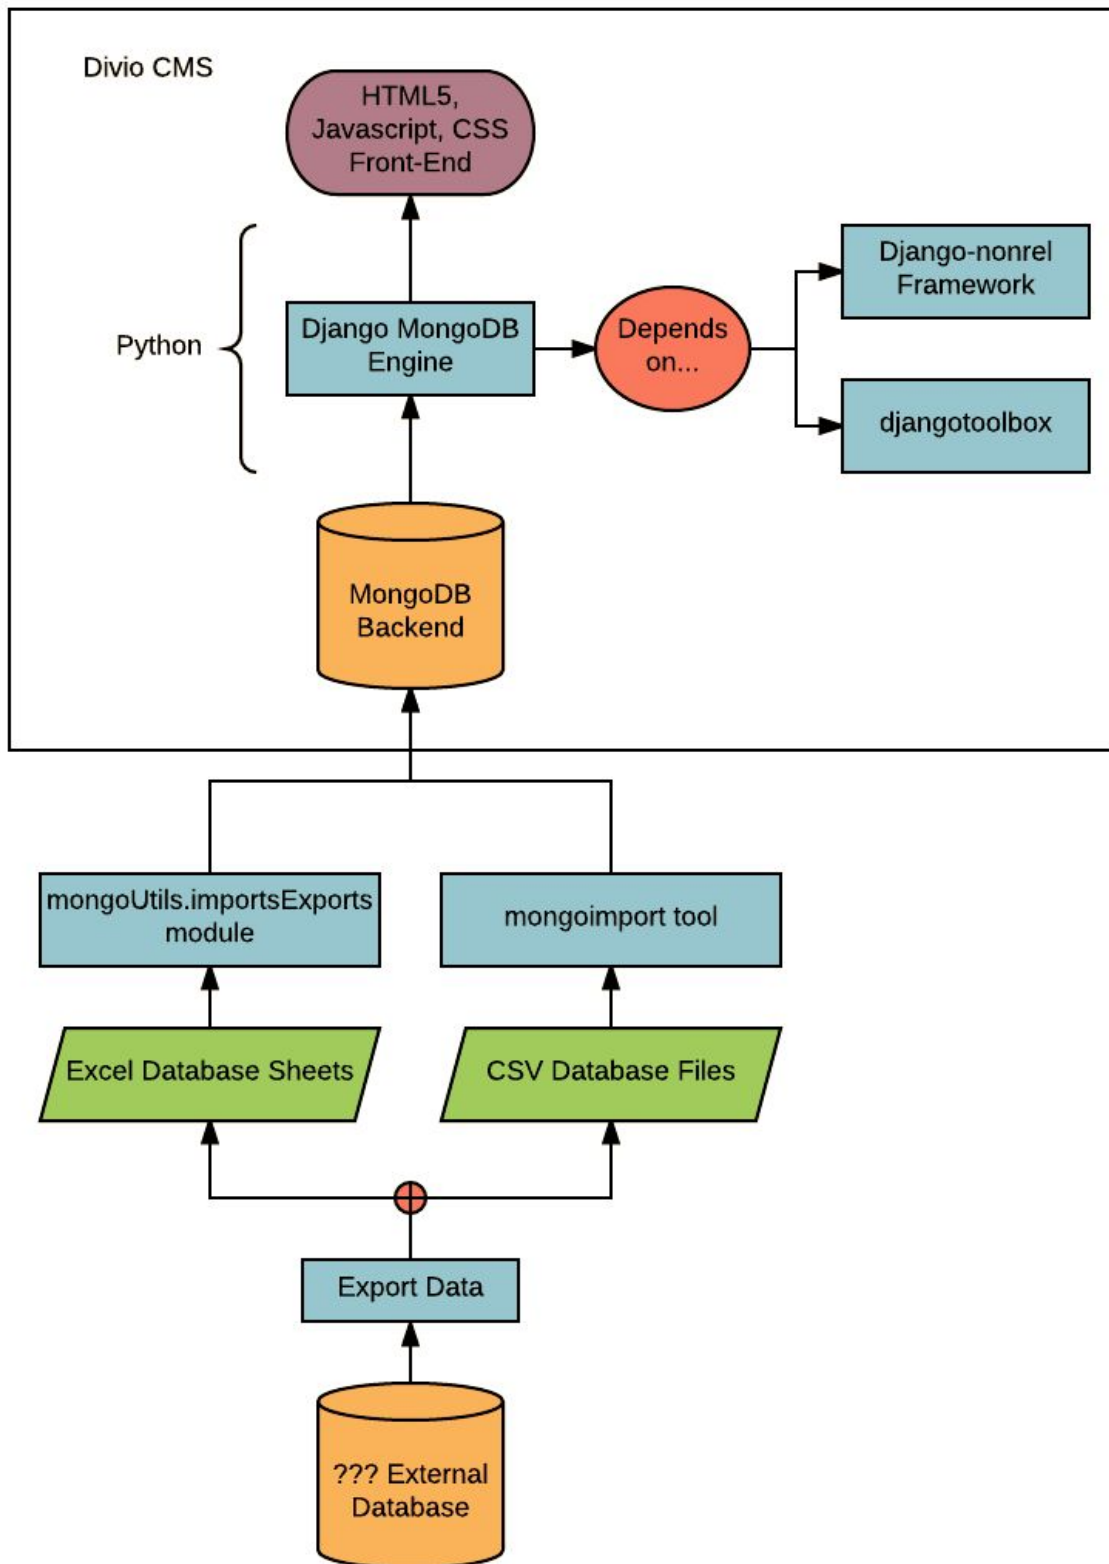 Divio CMS
HTML5,
Javascript, CSS
Front-End
Python
Django MongoDB
Engine
Depends
on...
Django-nonrel
Framework
djangotoolbox
MongoDB
Backend
mongoUtils.importsExports
module
mongoimport tool
Excel Database Sheets
CSV Database Files
Export Data
??? External
Database